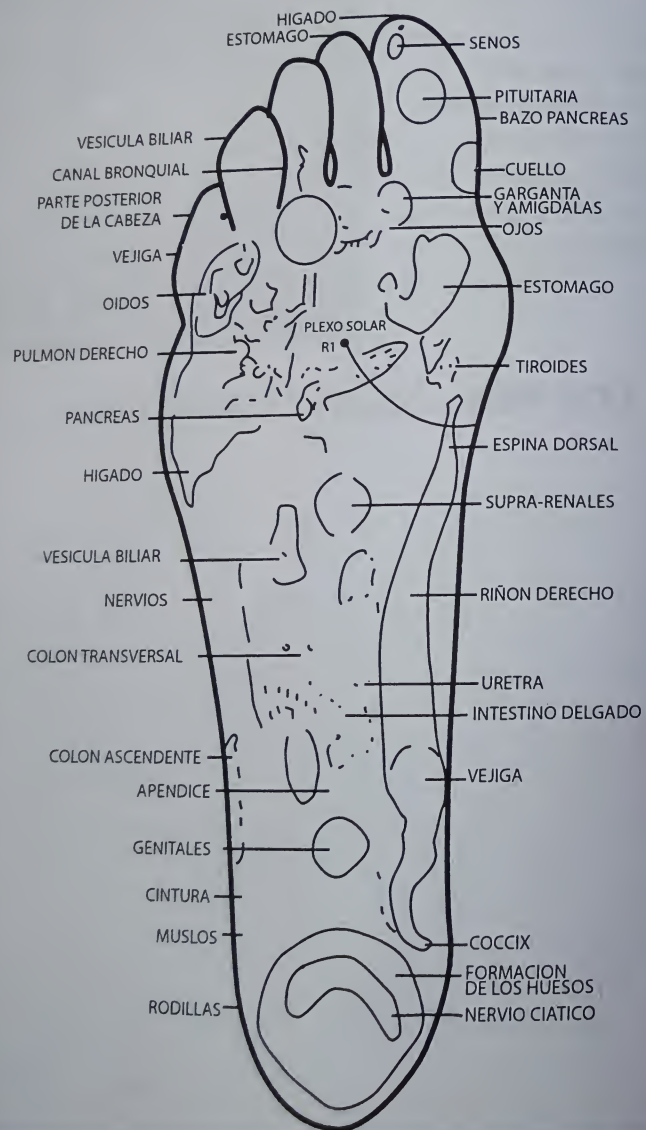 HIGADO
ESTOMAGO
SENOS
PITUITARIA
BAZO PANCREAS
VESICULA BILIAR
CANAL BRONQUIAL
CUELLO
PARTE POSTERIOR
DE LA CABEZA
GARGANTA
Y AMIGDALAS
OJOS
VEJIGA
OIDOS
ESTOMAGO
PLEXO SOLAR
R1
PULMON DERECHO
TIROIDES
PANCREAS
ESPINA DORSAL
HIGADO
SUPRA-RENALES
VESICULA BILIAR
NERVIOS
RIÑON DERECHO
COLON TRANSVERSAL
URETRA
INTESTINO DELGADO
COLON ASCENDENTE
VEJIGA
APENDICE
GENITALES
CINTURA
MUSLOS
COCCIX
FORMACION
DE LOS HUESOS
RODILLAS
NERVIO CIATICO